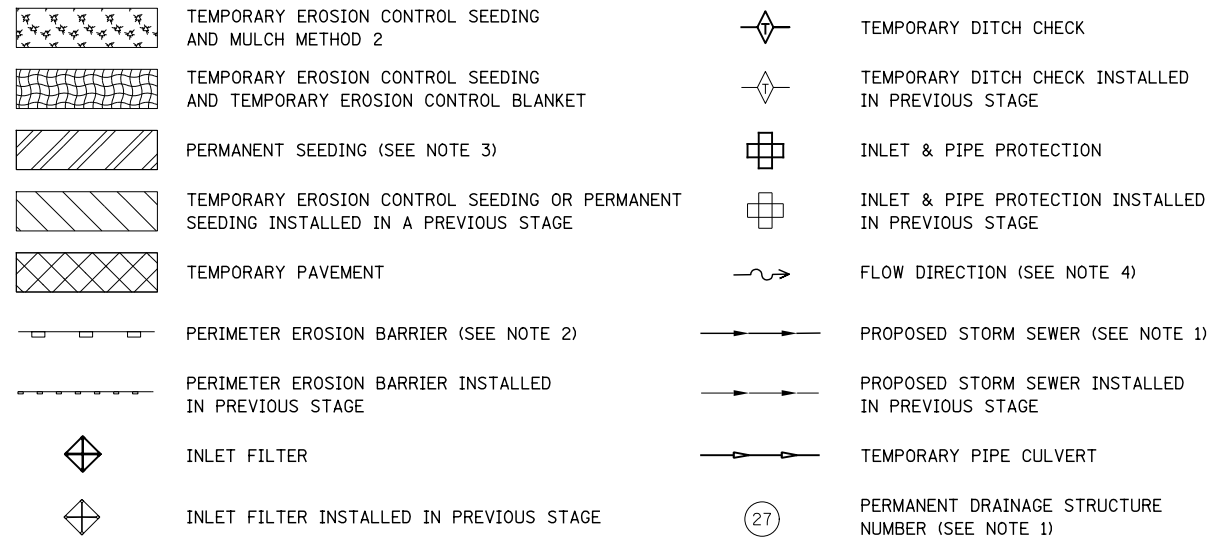 TEMPORARY EROSION CONTROL SEEDING
AND MULCH METHOD 2
TEMPORARY EROSION CONTROL SEEDING
AND TEMPORARY EROSION CONTROL BLANKET
PERMANENT SEEDING (SEE NOTE 3)
TEMPORARY EROSION CONTROL SEEDING OR PERMANENT
SEEDING INSTALLED IN A PREVIOUS STAGE
TEMPORARY PAVEMENT
PERIMETER EROSION BARRIER (SEE NOTE 2)
PERIMETER EROSION BARRIER INSTALLED
IN PREVIOUS STAGE
INLET FILTER
INLET FILTER INSTALLED IN PREVIOUS STAGE
T
TEMPORARY DITCH CHECK
T
TEMPORARY DITCH CHECK INSTALLED
IN PREVIOUS STAGE
INLET & PIPE PROTECTION
INLET & PIPE PROTECTION INSTALLED
IN PREVIOUS STAGE
FLOW DIRECTION (SEE NOTE 4)
PROPOSED STORM SEWER (SEE NOTE 1)
PROPOSED STORM SEWER INSTALLED
IN PREVIOUS STAGE
TEMPORARY PIPE CULVERT
27
PERMANENT DRAINAGE STRUCTURE
NUMBER (SEE NOTE 1)